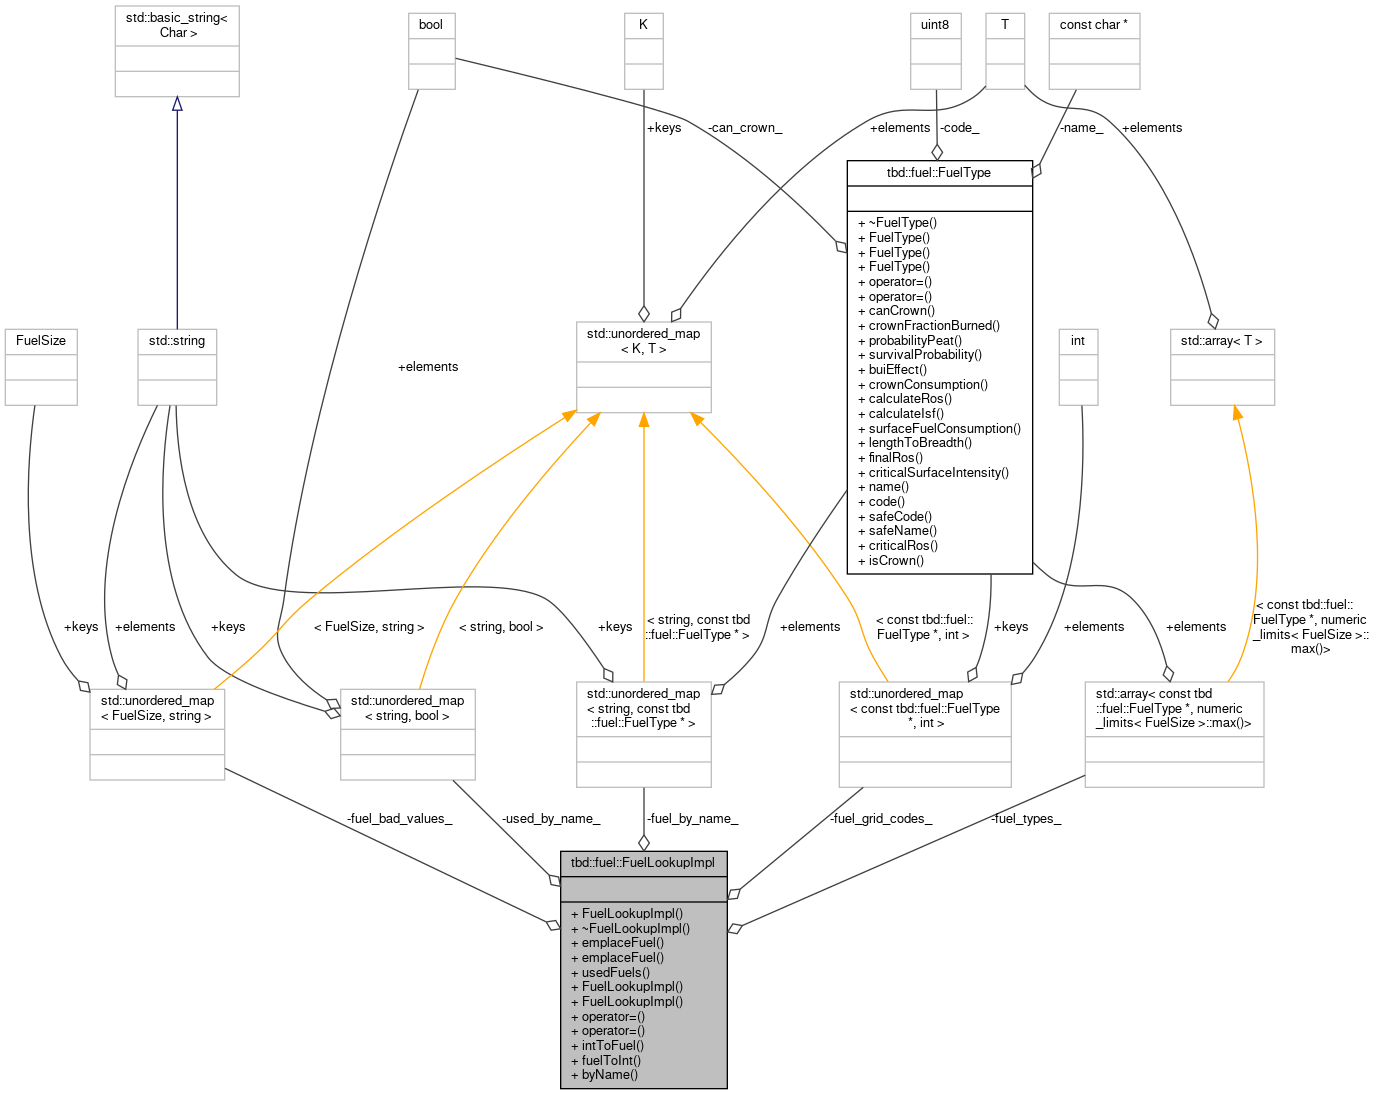 std::basic_string<
Char >
bool
K
uint8
T
const char *
+keys
-can_crown_
+elements
-code_
-name_
+elements
tbd::fuel::FuelType
+ ~FuelType()
+ FuelType()
+ FuelType()
+ FuelType()
+ operator=()
+ operator=()
+ canCrown()
+ crownFractionBurned()
+ probabilityPeat()
+ survivalProbability()
+ buiEffect()
+ crownConsumption()
+ calculateRos()
+ calculateIsf()
+ surfaceFuelConsumption()
+ lengthToBreadth()
+ finalRos()
+ criticalSurfaceIntensity()
+ name()
+ code()
+ safeCode()
+ safeName()
+ criticalRos()
+ isCrown()
FuelSize
std::string
std::unordered_map
< K, T >
int
std::array< T >
+elements
+keys
+elements
+keys
< FuelSize, string >
< string, bool >
+keys
< string, const tbd
::fuel::FuelType * >
+elements
< const tbd::fuel::
FuelType *, int >
+keys
+elements
+elements
< const tbd::fuel::
FuelType *, numeric
_limits< FuelSize >::
max()>
std::unordered_map
< FuelSize, string >
std::unordered_map
< string, bool >
std::unordered_map
< string, const tbd
::fuel::FuelType * >
std::unordered_map
< const tbd::fuel::FuelType
*, int >
std::array< const tbd
::fuel::FuelType *, numeric
_limits< FuelSize >::max()>
-fuel_bad_values_
-used_by_name_
-fuel_by_name_
-fuel_grid_codes_
-fuel_types_
tbd::fuel::FuelLookupImpl
+ FuelLookupImpl()
+ ~FuelLookupImpl()
+ emplaceFuel()
+ emplaceFuel()
+ usedFuels()
+ FuelLookupImpl()
+ FuelLookupImpl()
+ operator=()
+ operator=()
+ intToFuel()
+ fuelToInt()
+ byName()